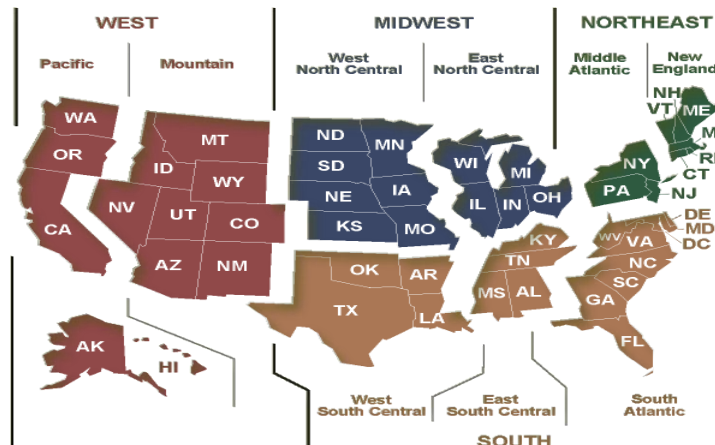 WEST
MIDWEST
NORTHEAST
Pacific
Mountain
West
North Central
East
North Central
Middle
Atlantic
New
England
WA
OR
CA
MT
ID
WY
NV
UT
CO
AZ
NM
AK
HI
ND
SD
NE
KS
MN
IA
MO
WI
MI
IL
IN
OH
NH
VT
ME
M
RI
CT
NY
PA
NJ
DE
MD
DC
WV
VA
KY
TN
NC
SC
GA
FL
MS
AL
OK
AR
TX
LA
West
South Central
East
South Central
South
Atlantic
SOUTH